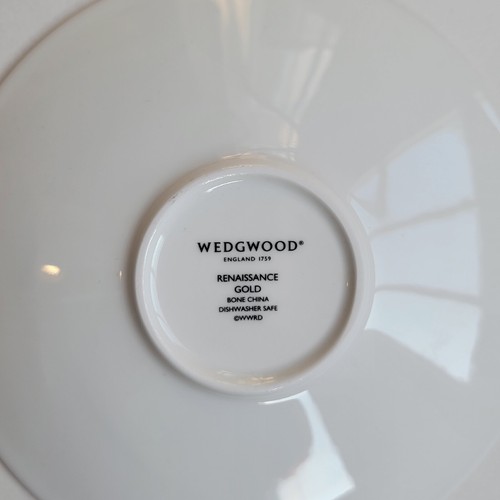 WEDGWOOD®
ENGLAND 1759
RENAISSANCE
GOLD
BONE CHINA
DISHWASHER SAFE
©WWRD